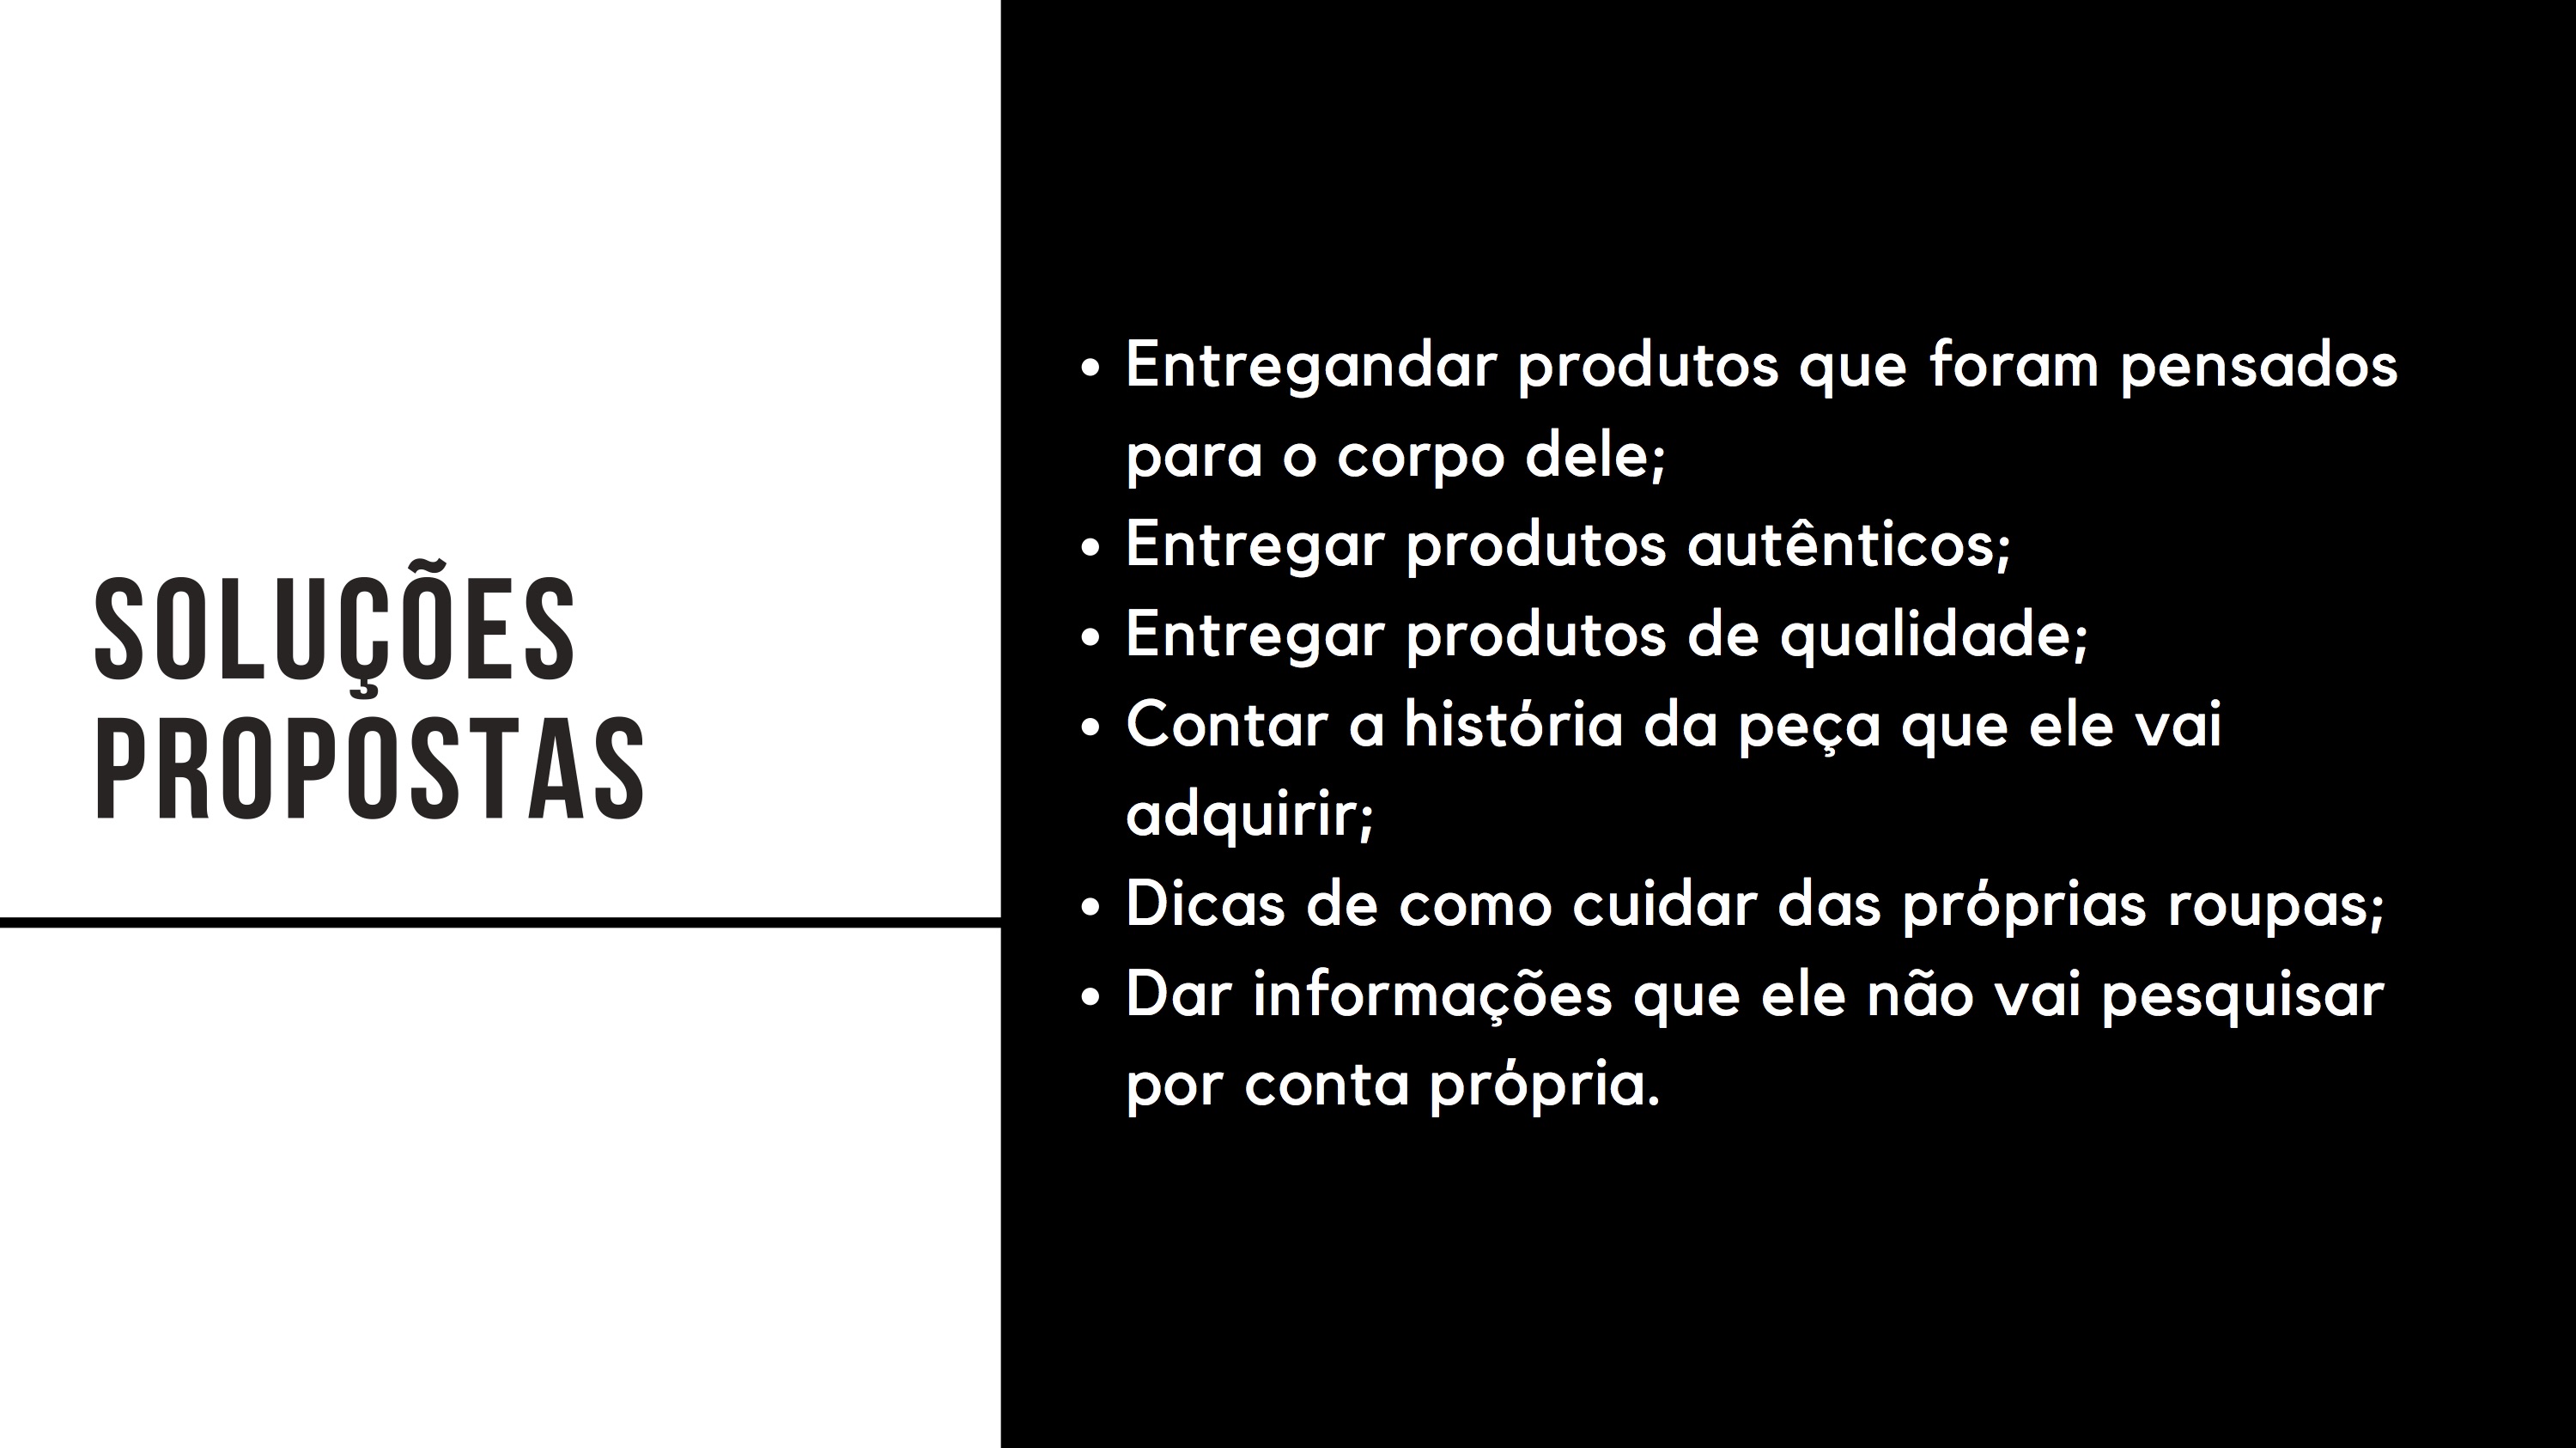 SOLUÇÕES
PROPOSTAS
• Entregandar produtos que foram pensados
para o corpo dele;
• Entregar produtos autênticos;
• Entregar produtos de qualidade;
• Contar a história da peça que ele vai
adquirir;
• Dicas de como cuidar das próprias roupas;
• Dar informações que ele não vai pesquisar
por conta própria.